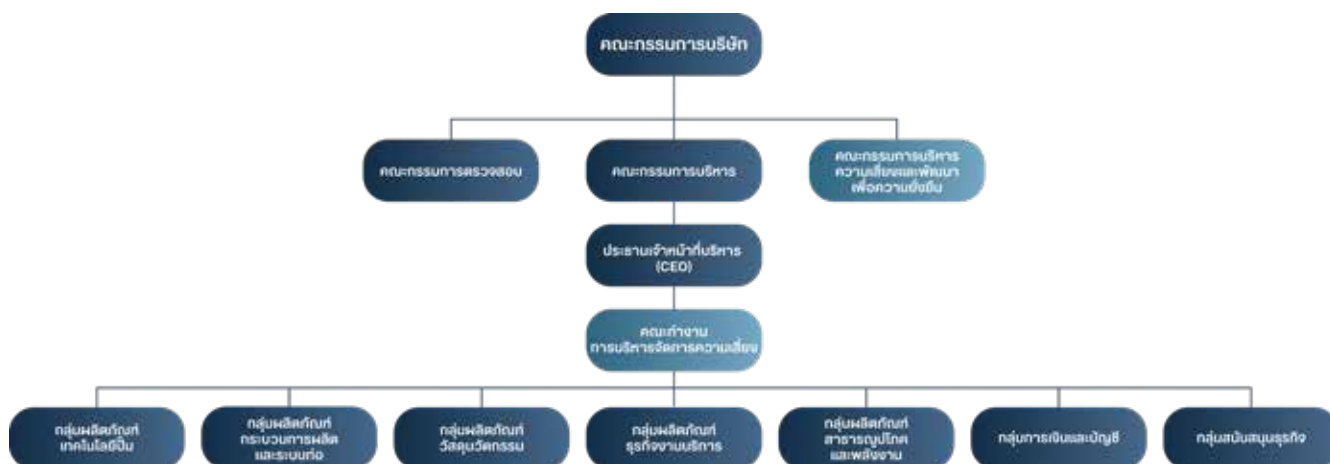 คณะกรรมการบริษัท
คณะกรรมการตรวจสอบ
คณะกรรมการบริหาร
คณะกรรมการบริหาร
ความเสี่ยงและพัฒนา
เพื่อความยั่งยืน
ประธานเจ้าหน้าที่บริหาร
(CEO)
คณะทำงาน
การบริหารจัดการความเสี่ยง
กลุ่มผลิตภัณฑ์
เทคโนโลยีปั๊ม
กลุ่มผลิตภัณฑ์
กระบวนการผลิต
และระบบท่อ
กลุ่มผลิตภัณฑ์
วัสดุนวัตกรรม
กลุ่มผลิตภัณฑ์
ธุรกิจงานบริการ
กลุ่มผลิตภัณฑ์
สาธารณูปโภค
และพลังงาน
กลุ่มการเงินและบัญชี
กลุ่มสนับสนุนธุรกิจ